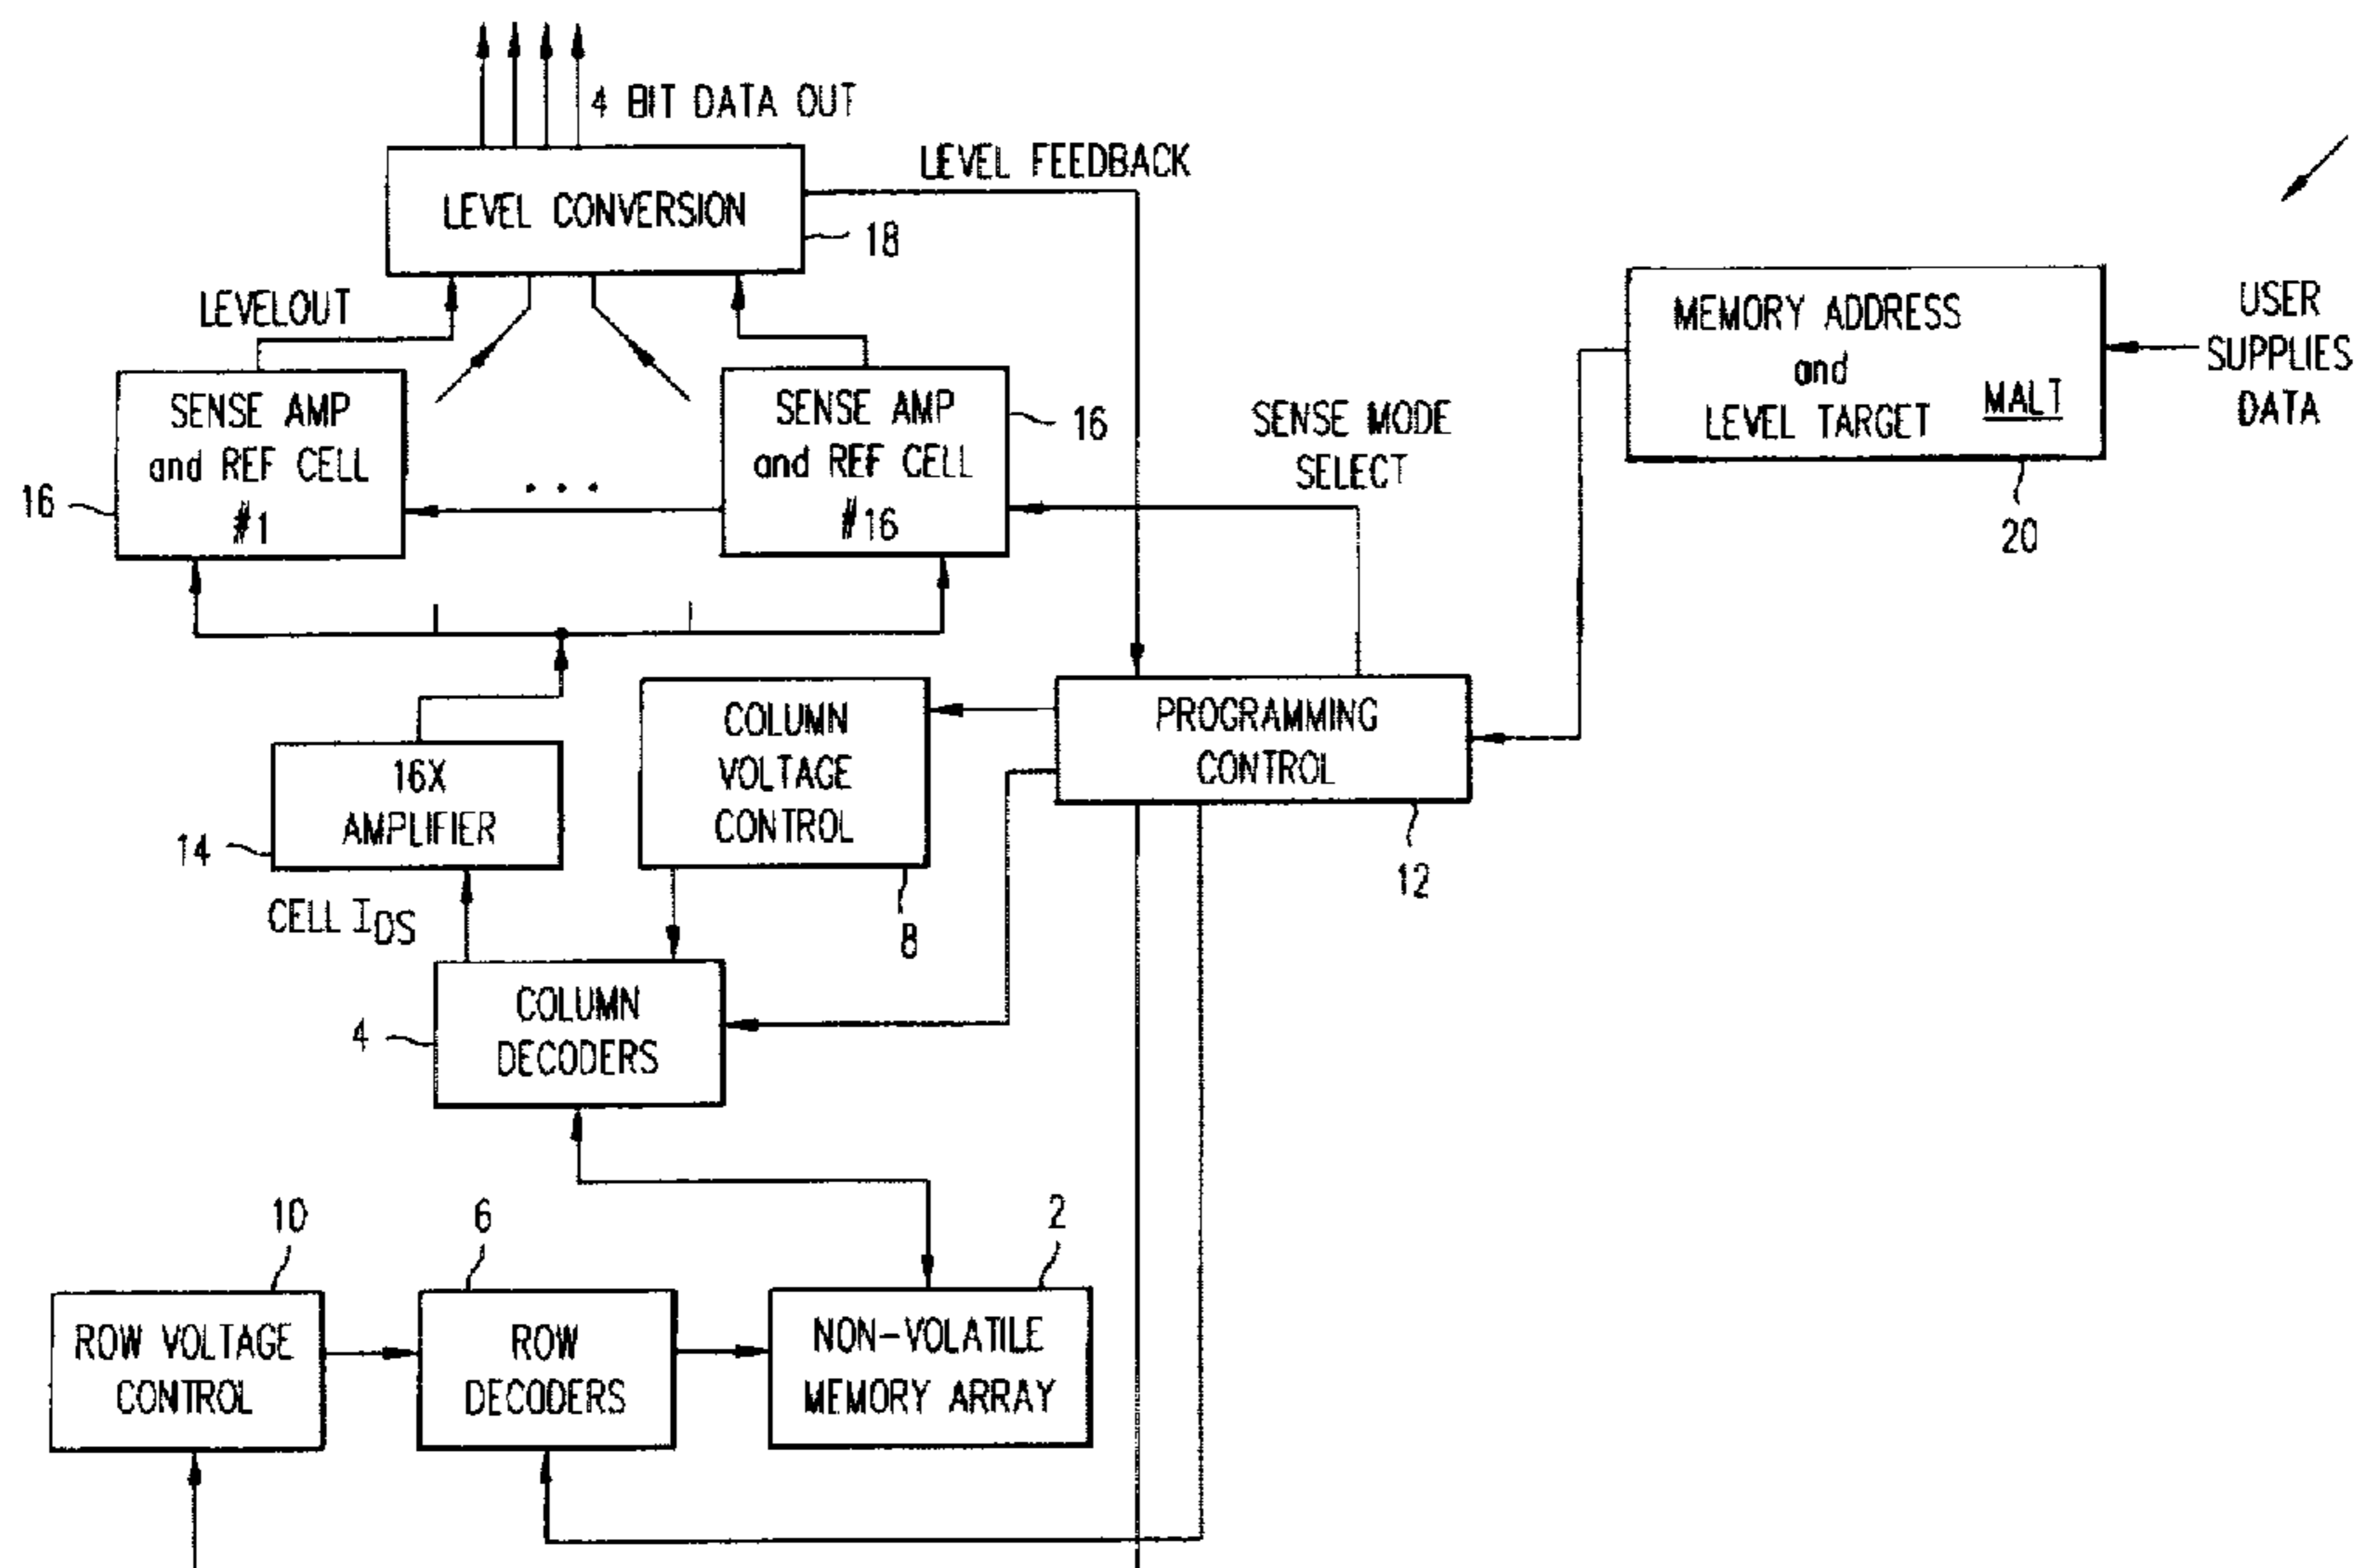 4 BIT DATA OUT
LEVEL FEEDBACK
LEVEL CONVERSION
18
LEVELOUT
SENSE AMP
and REF CELL
#1
16
. . .
SENSE AMP
and REF CELL
#16
16
SENSE MODE
SELECT
MEMORY ADDRESS
and
LEVEL TARGET
MALT
20
USER
SUPPLIES
DATA
16X
AMPLIFIER
14
COLUMN
VOLTAGE
CONTROL
8
PROGRAMMING
CONTROL
12
CELL IDS
COLUMN
DECODERS
4
10
6
2
ROW VOLTAGE
CONTROL
ROW
DECODERS
NON-VOLATILE
MEMORY ARRAY